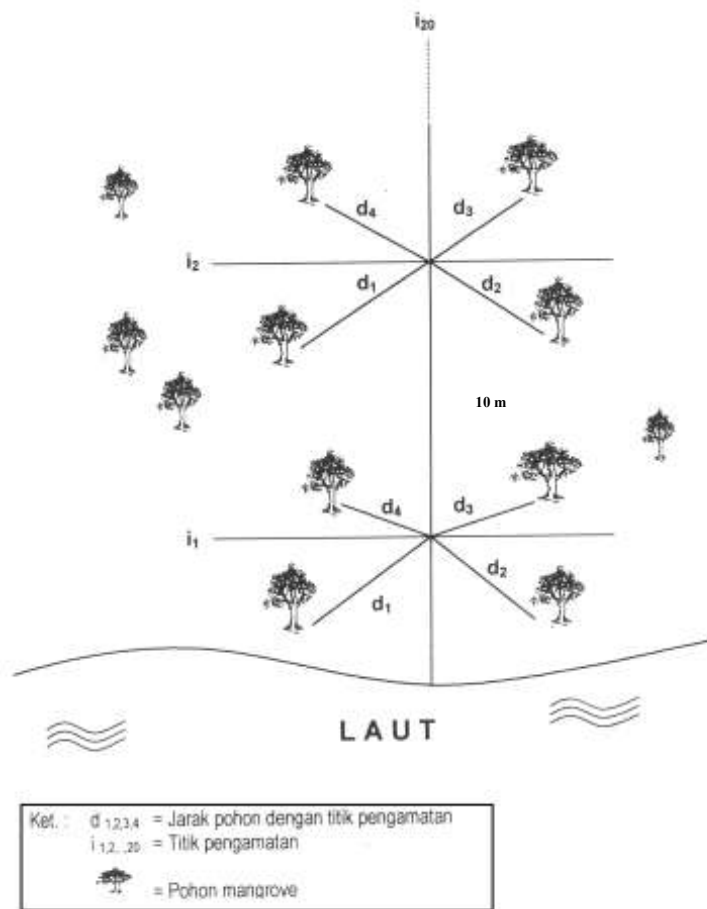 i20
d4 d3
i2
d1 d2
10 m
d4 d3
i1
d1 d2
LAUT
Ket. : d 1,2,3,4 = Jarak pohon dengan titik pengamatan
i 1,2...,20 = Titik pengamatan
= Pohon mangrove